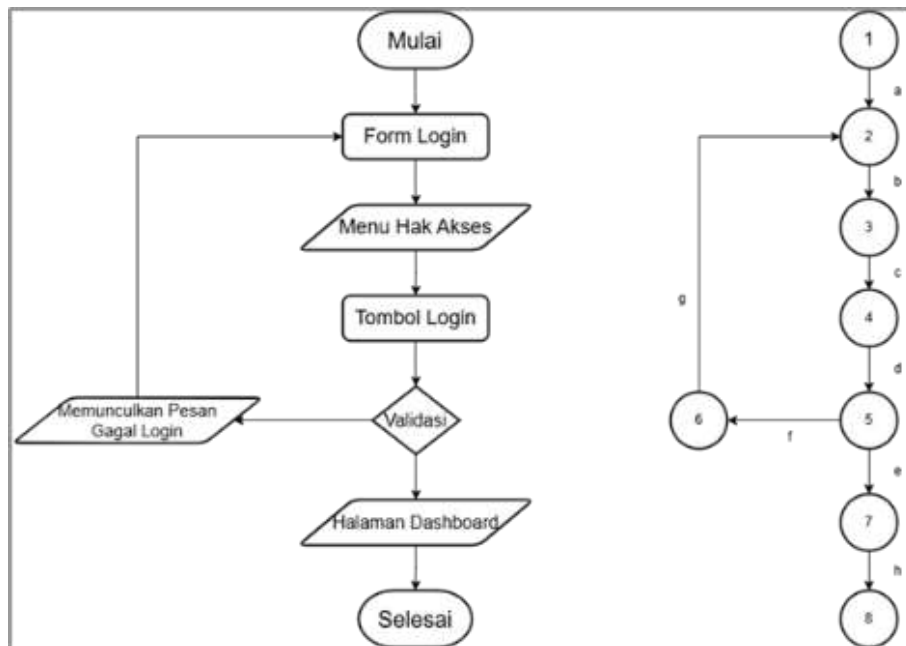 Mulai
Form Login
Menu Hak Akses
Tombol Login
Validasi
Memunculkan Pesan
Gagal Login
Halaman Dashboard
Selesai
1
a
2
b
3
c
4
d
5
f
6
g
e
7
h
8